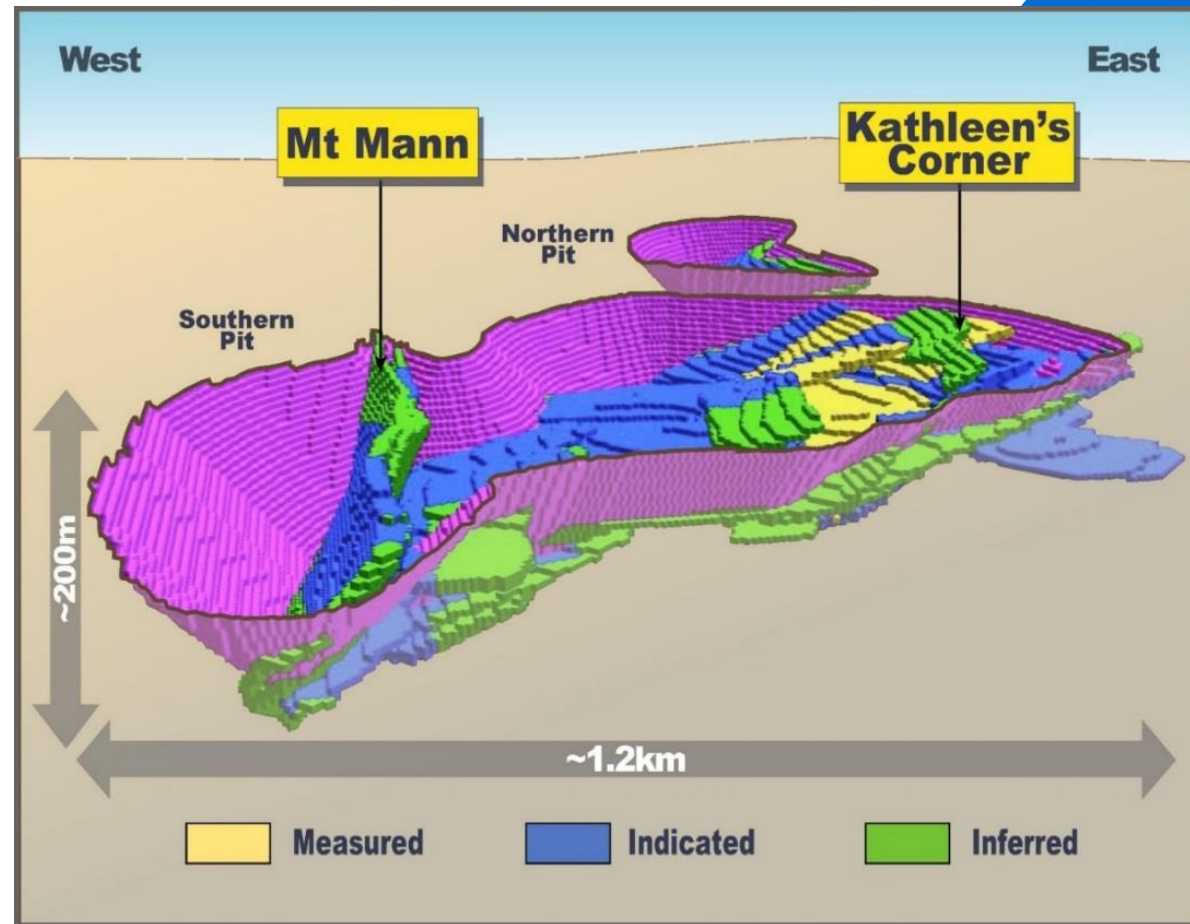 West
East
Mt Mann
Kathleen's
Corner
Northern
Pit
Southern
Pit
~200m
~1.2km
Measured
Indicated
Inferred